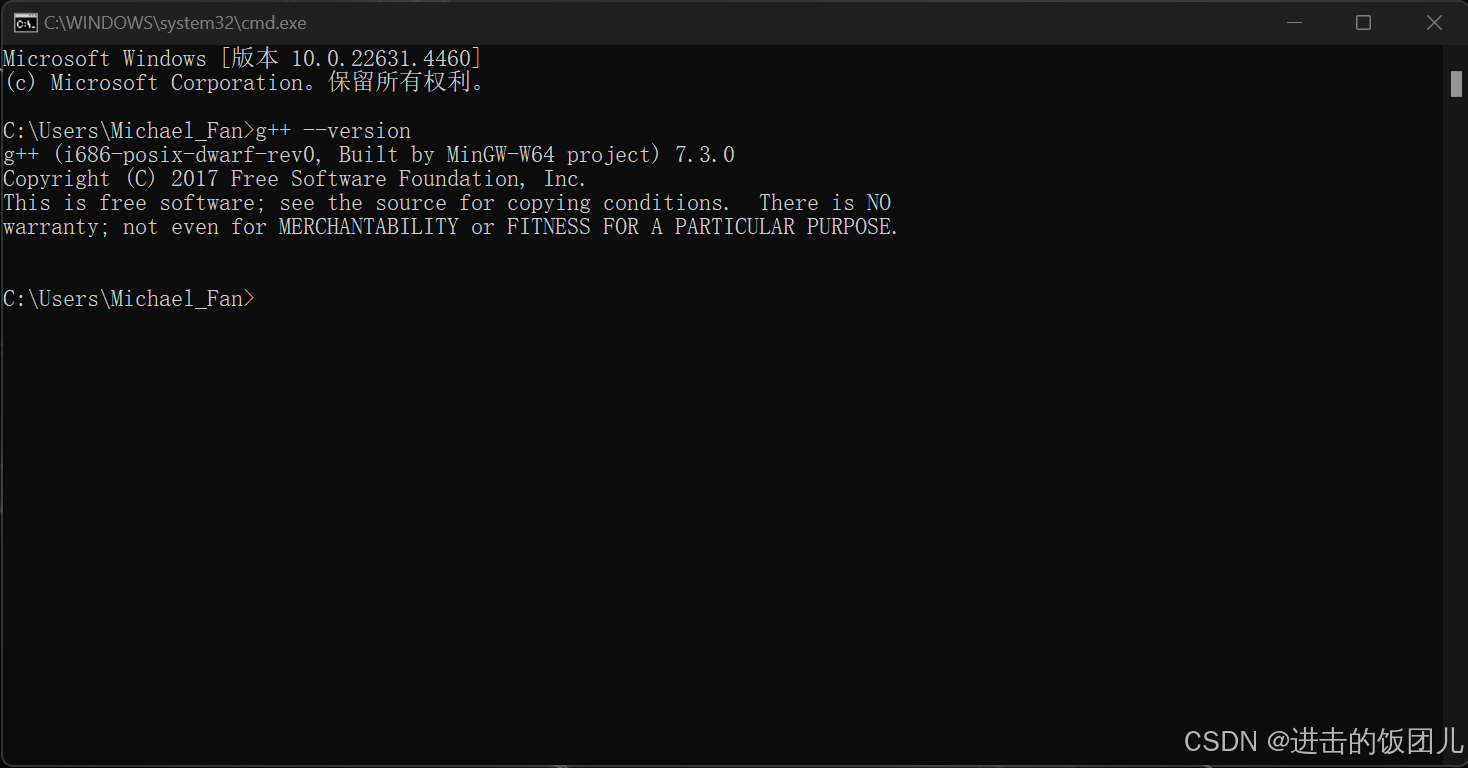 C:\WINDOWS\system32\cmd.exe
Microsoft Windows [版本 10.0.22631.4460]
(c) Microsoft Corporation。保留所有权利。
C:\Users\Michael_Fan>g++ --version
g++ (i686-posix-dwarf-rev0, Built by MinGW-W64 project) 7.3.0
Copyright (C) 2017 Free Software Foundation, Inc.
This is free software; see the source for copying conditions.  There is NO
warranty; not even for MERCHANTABILITY or FITNESS FOR A PARTICULAR PURPOSE.
C:\Users\Michael_Fan>
CSDN @进击的饭团儿